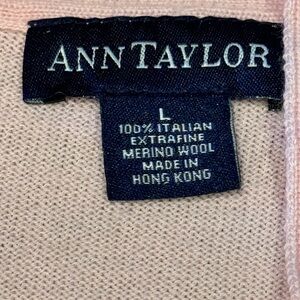 ANN TAYLOR
L
100% ITALIAN
EXTRAFINE
MERINO WOOL
MADE IN
HONG KONG